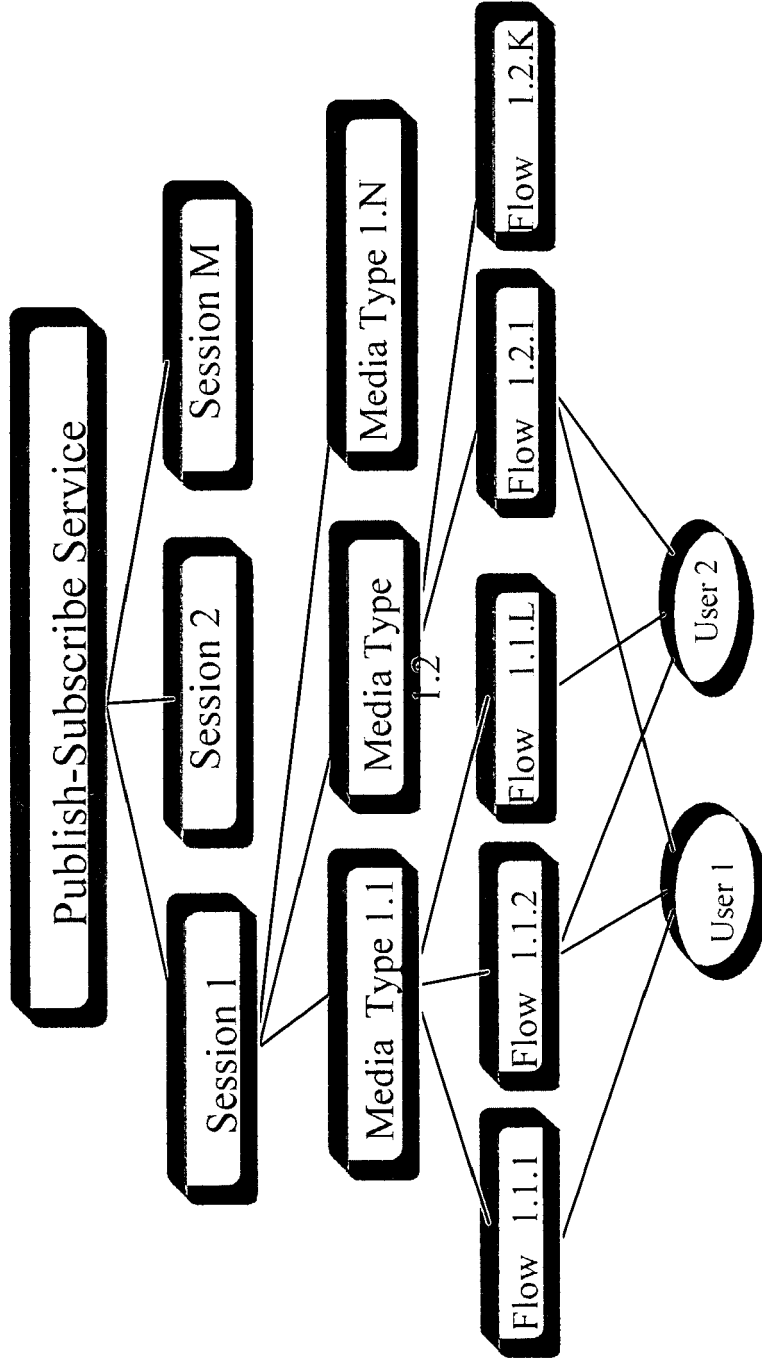 Publish-Subscribe Service
Session 1
Session 2
Session M
Media Type 1.1
Media Type
1.2
Media Type 1.N
Flow 1.1.1
Flow 1.1.2
Flow 1.1.L
Flow 1.2.1
Flow 1.2.K
User 1
User 2